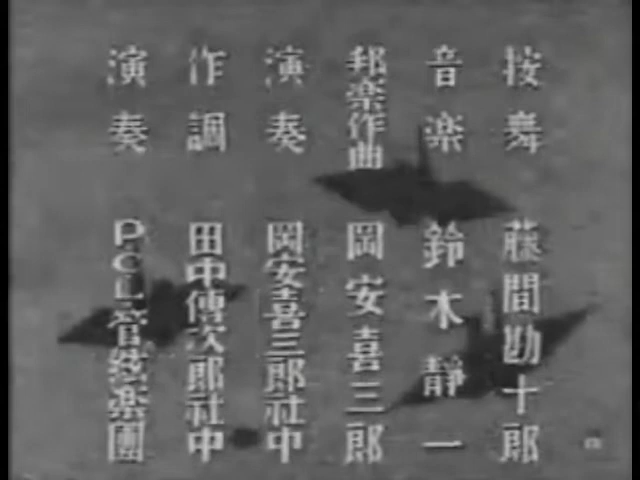 按舞 藤間勘十郎
音楽 鈴木靜一
邦楽作曲 岡安喜三郎
演奏 岡安喜三郎社中
作調 田中傳次郎社中
演奏 PCL管絃楽團